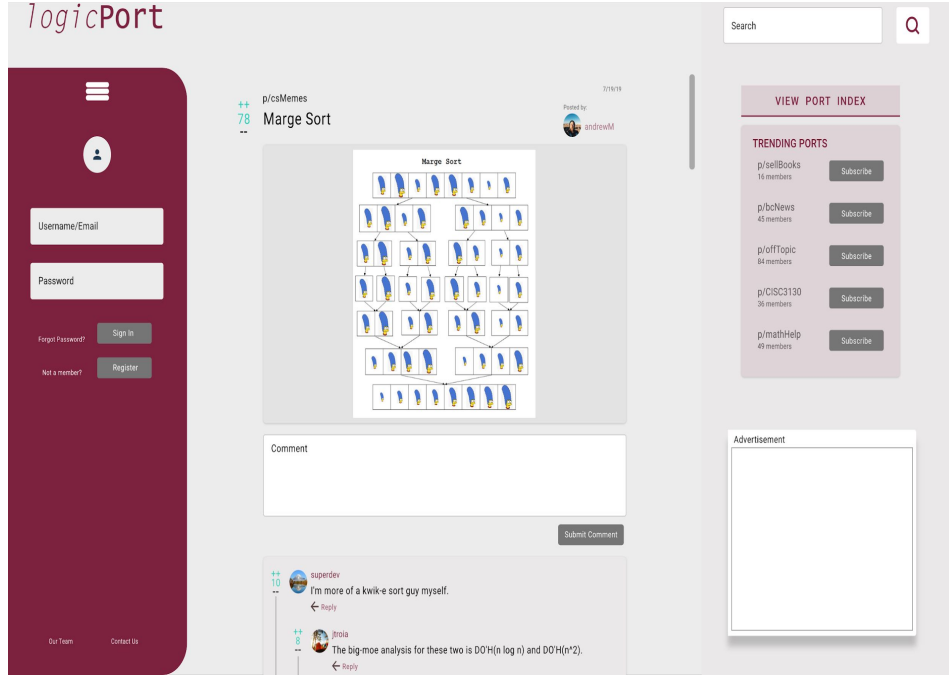 logicPort
Search
Username/Email
Password
Forgot Password?
Sign In
Not a member?
Register
Our Team
Contact Us
++
78
--
p/csMemes
Marge Sort
7/19/19
Posted by
andrewM
Marge Sort
Comment
Submit Comment
++
10
--
superdev
I'm more of a kwik-e sort guy myself.
Reply
++
8
--
jtroia
The big-moe analysis for these two is DO'H(n log n) and DO'H(n^2).
Reply
VIEW PORT INDEX
TRENDING PORTS
p/sellBooks
16 members
Subscribe
p/bcNews
45 members
Subscribe
p/offTopic
84 members
Subscribe
p/CISC3130
36 members
Subscribe
p/mathHelp
49 members
Subscribe
Advertisement